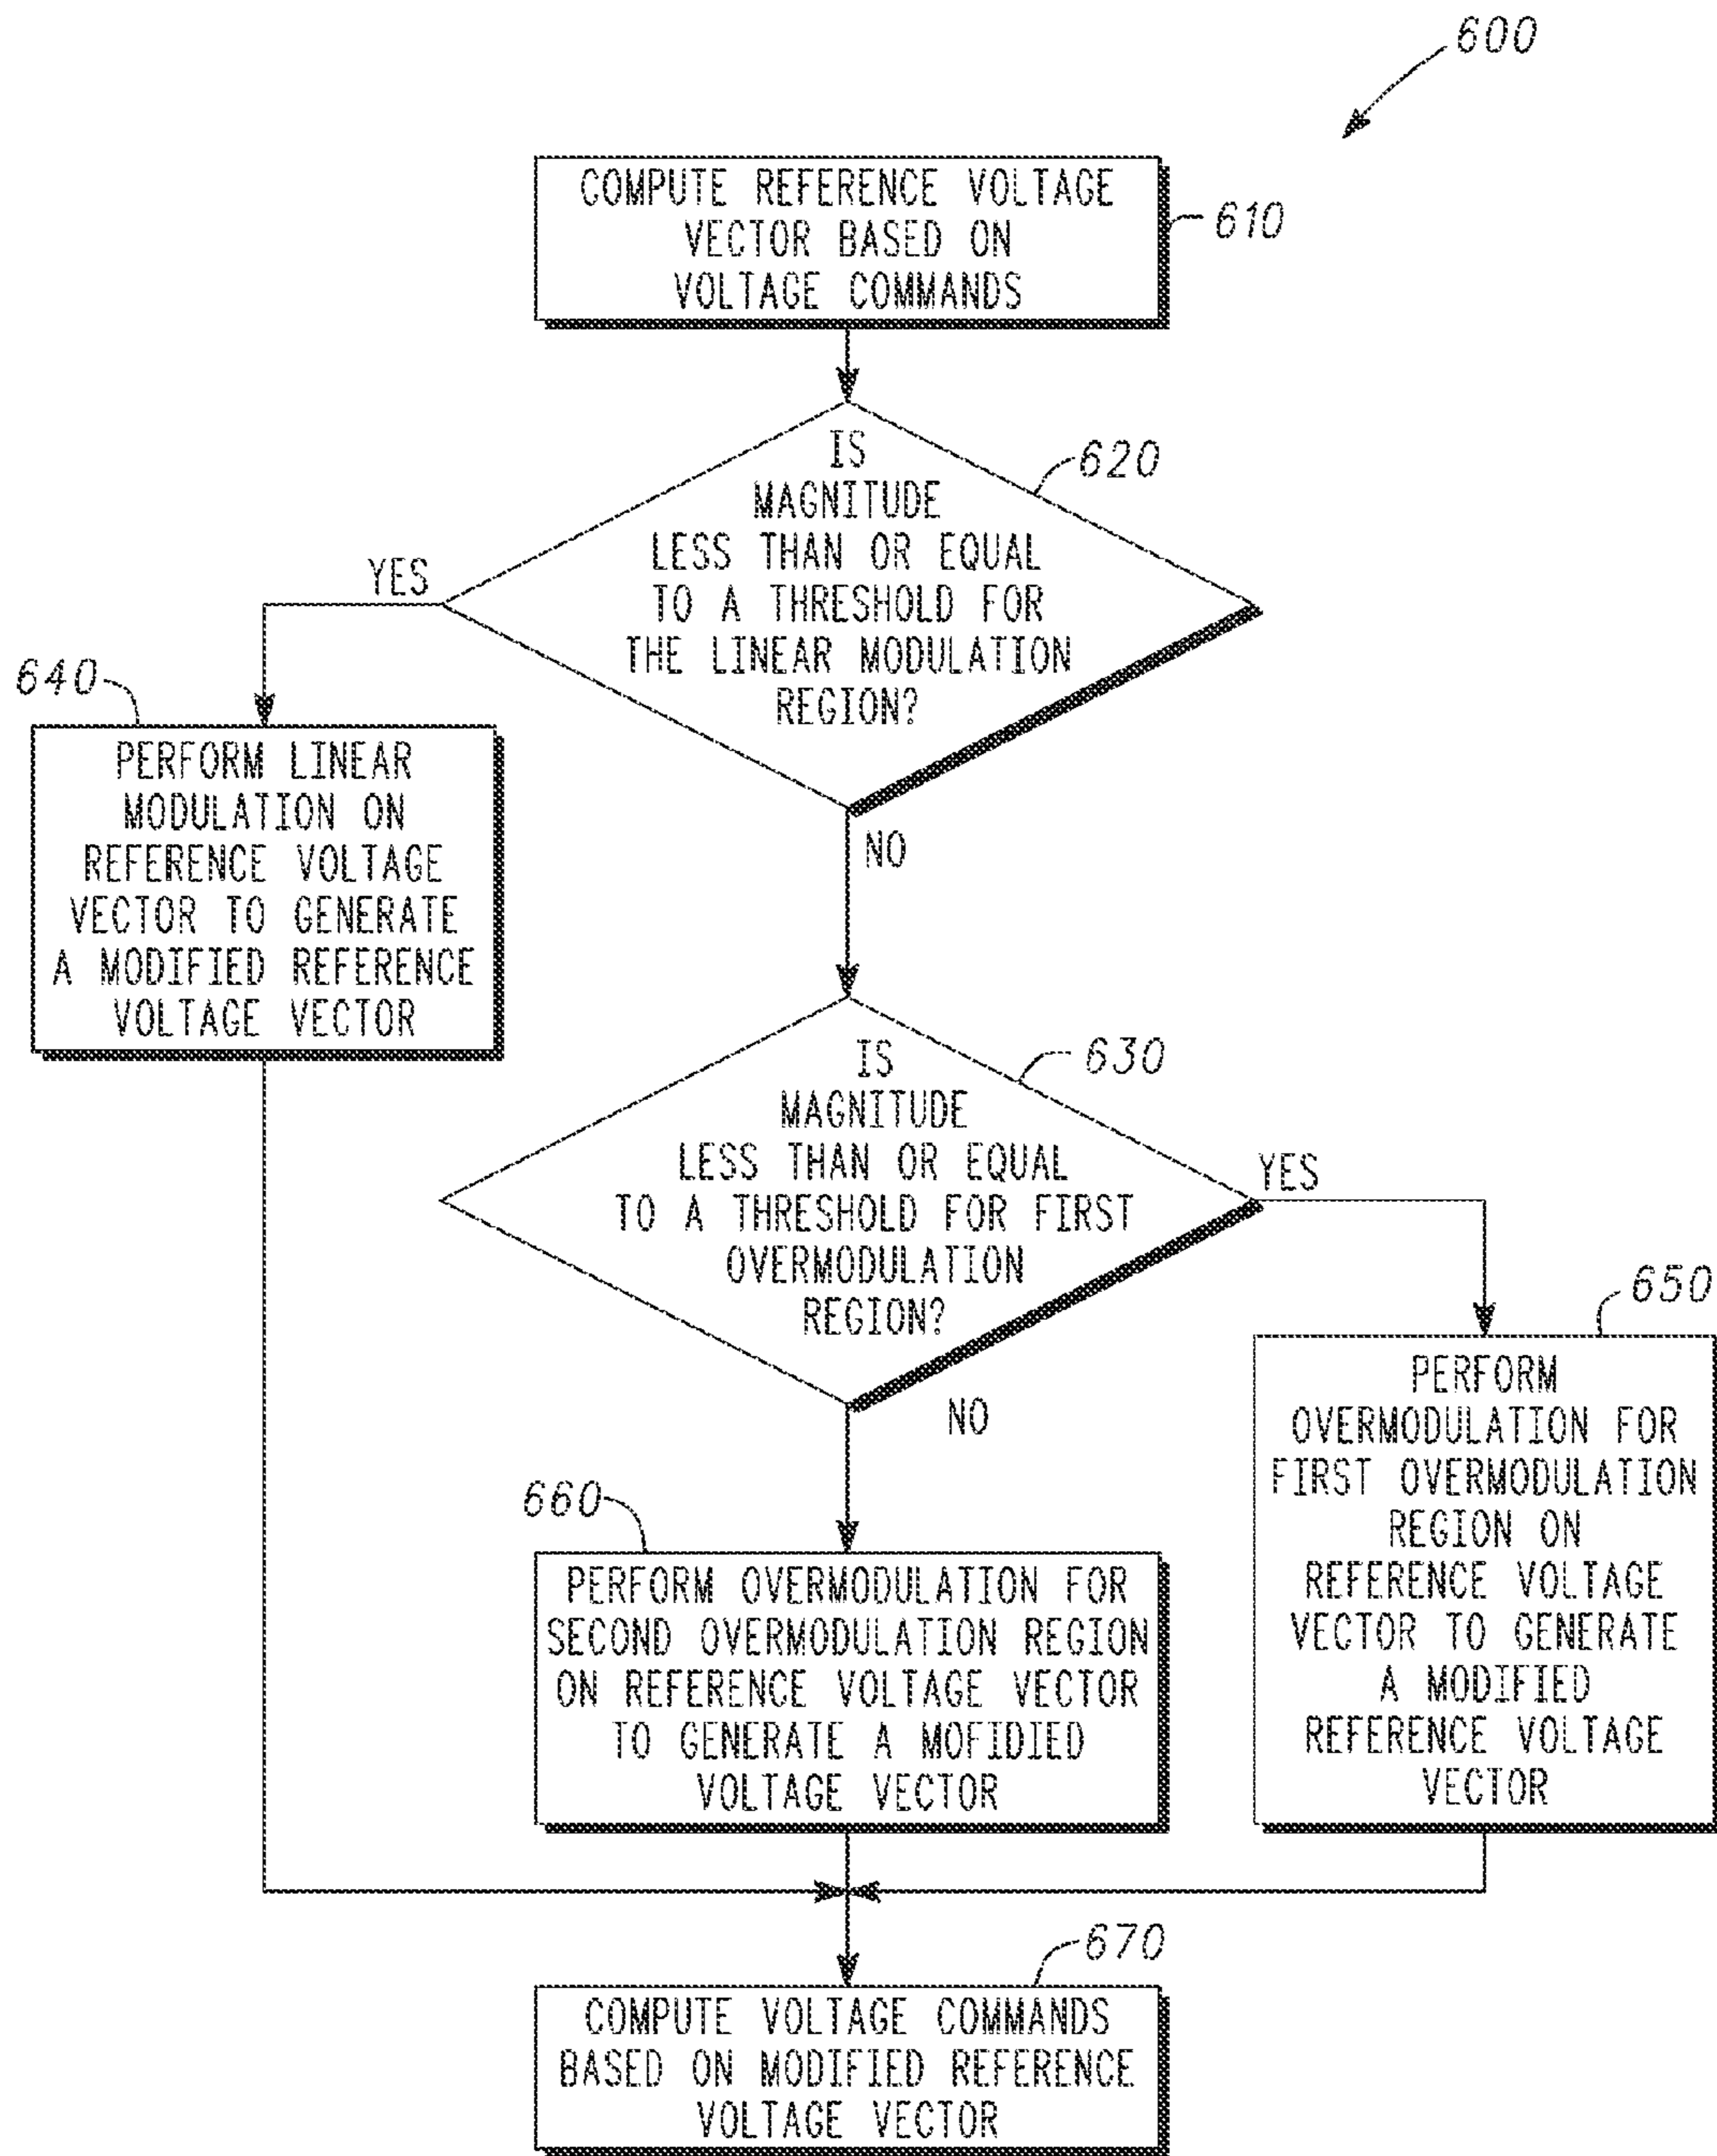 600
COMPUTE REFERENCE VOLTAGE
VECTOR BASED ON
VOLTAGE COMMANDS
610
IS
MAGNITUDE
LESS THAN OR EQUAL
TO A THRESHOLD FOR
THE LINEAR MODULATION
REGION?
620
YES
NO
640
PERFORM LINEAR
MODULATION ON
REFERENCE VOLTAGE
VECTOR TO GENERATE
A MODIFIED REFERENCE
VOLTAGE VECTOR
IS
MAGNITUDE
LESS THAN OR EQUAL
TO A THRESHOLD FOR FIRST
OVERMODULATION
REGION?
630
YES
NO
650
PERFORM
OVERMODULATION FOR
FIRST OVERMODULATION
REGION ON
REFERENCE VOLTAGE
VECTOR TO GENERATE
A MODIFIED
REFERENCE VOLTAGE
VECTOR
660
PERFORM OVERMODULATION FOR
SECOND OVERMODULATION REGION
ON REFERENCE VOLTAGE VECTOR
TO GENERATE A MOFIDIED
VOLTAGE VECTOR
670
COMPUTE VOLTAGE COMMANDS
BASED ON MODIFIED REFERENCE
VOLTAGE VECTOR